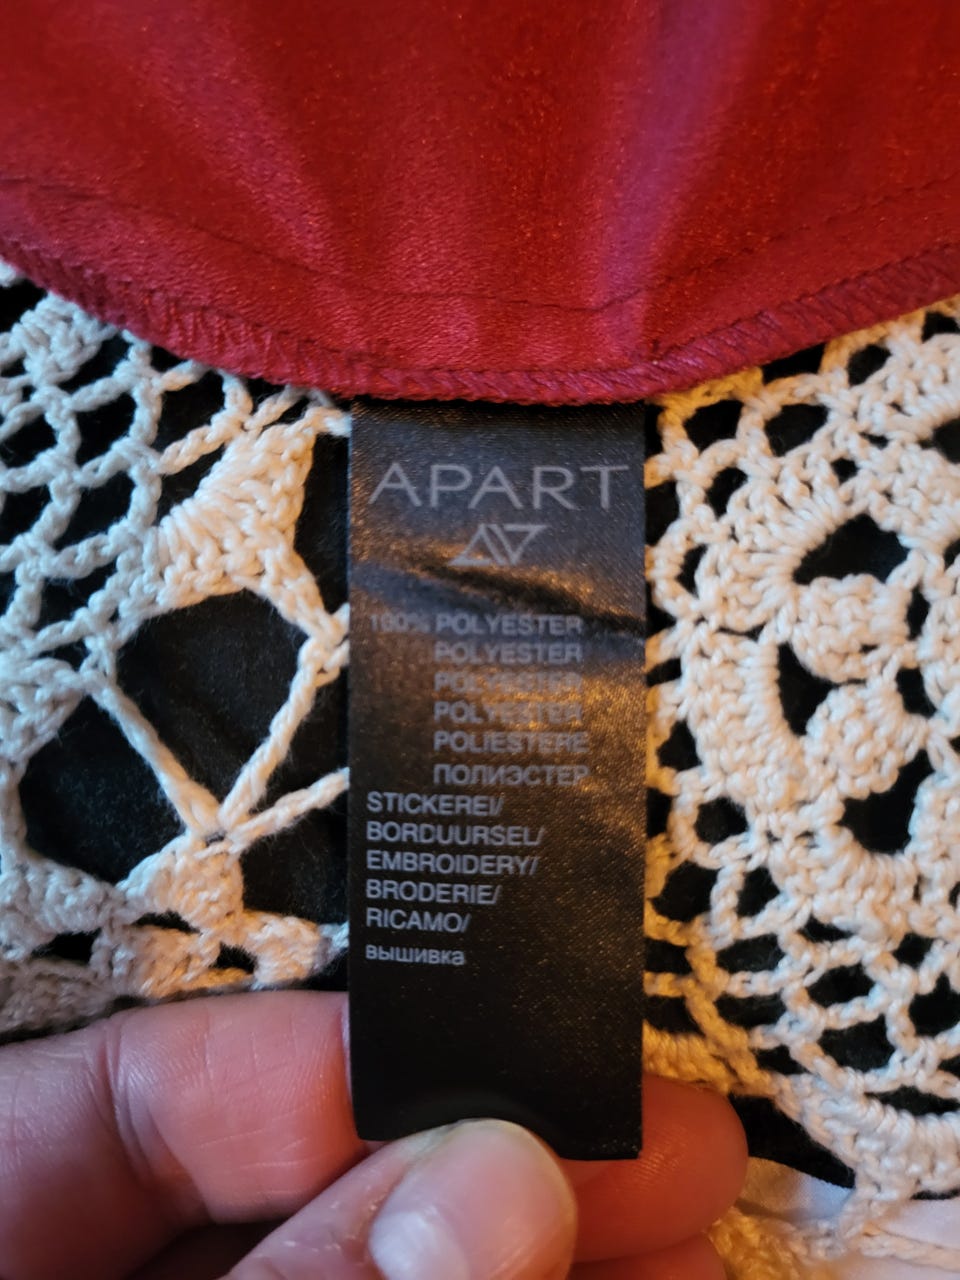 APART
100% POLYESTER
POLYESTER
POLYESTER
POLYESTER
POLIESTERE
ПОЛИЭСТЕР
STICKEREI/
BORDUURSEL/
EMBROIDERY/
BRODERIE/
RICAMO/
вышивка